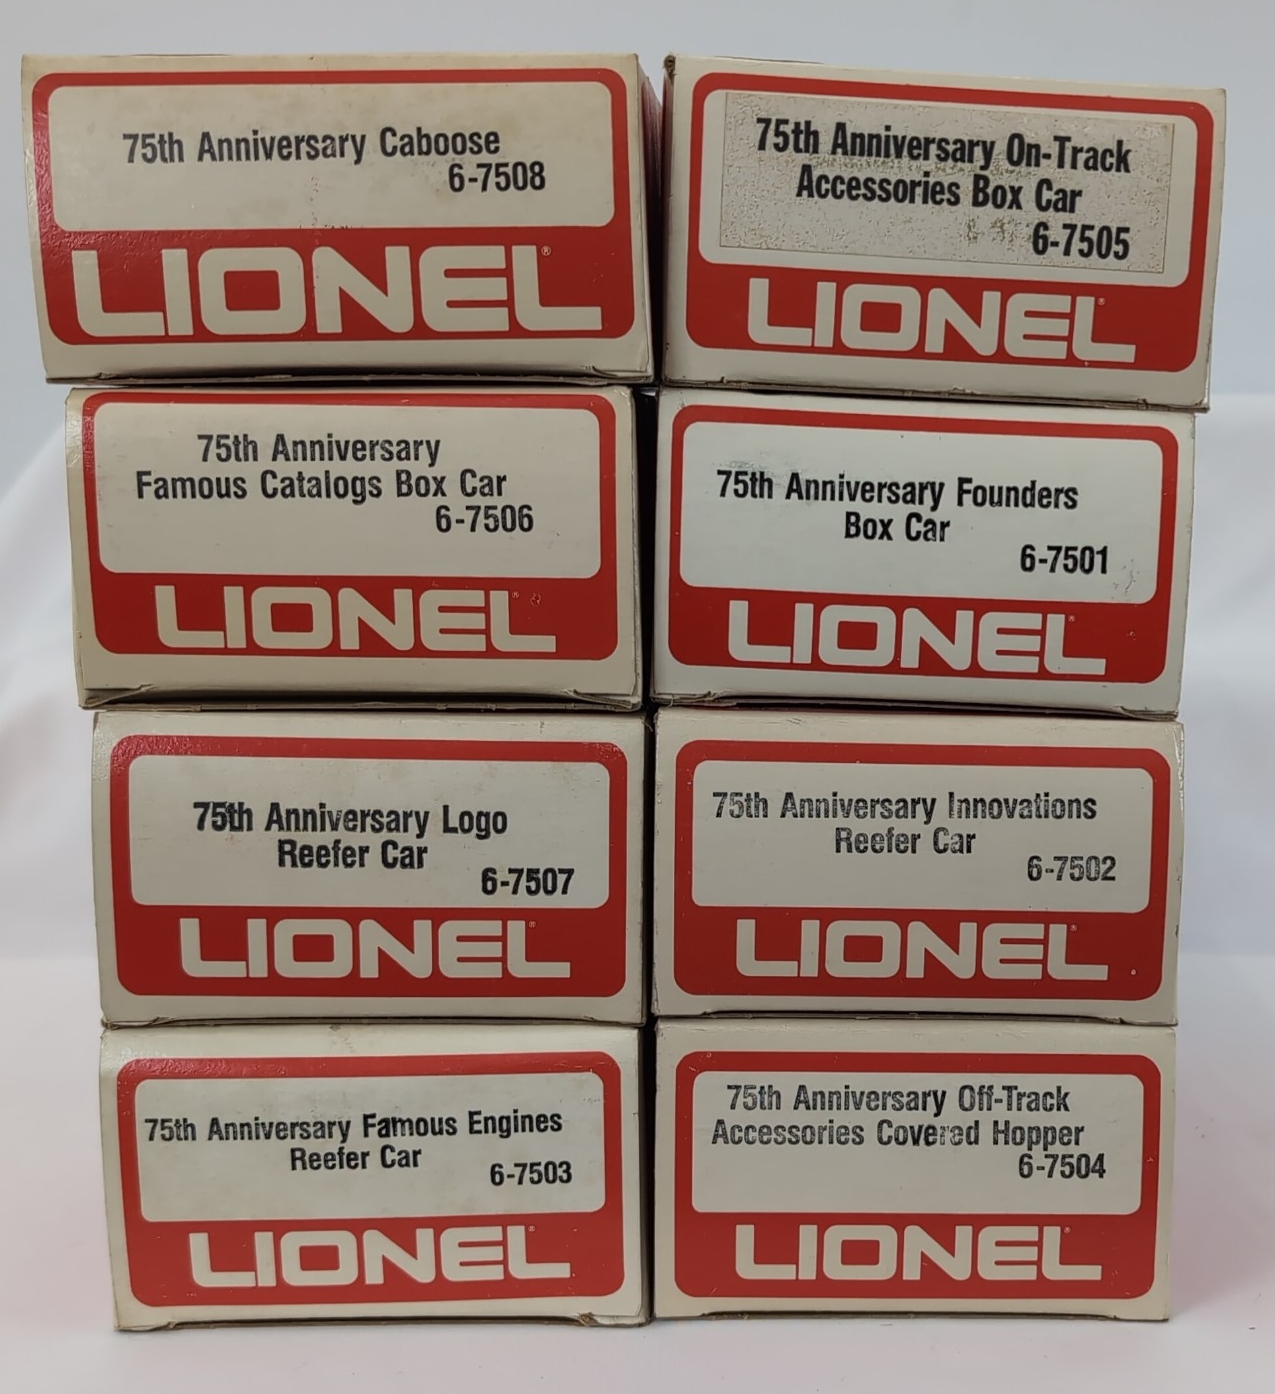 75th Anniversary Caboose
6-7508
LIONEL®
75th Anniversary On-Track
Accessories Box Car
6-7505
LIONEL®
75th Anniversary
Famous Catalogs Box Car
6-7506
LIONEL®
75th Anniversary Founders
Box Car
6-7501
LIONEL®
75th Anniversary Logo
Reefer Car
6-7507
LIONEL®
75th Anniversary Innovations
Reefer Car
6-7502
LIONEL®
75th Anniversary Famous Engines
Reefer Car
6-7503
LIONEL®
75th Anniversary Off-Track
Accessories Covered Hopper
6-7504
LIONEL®